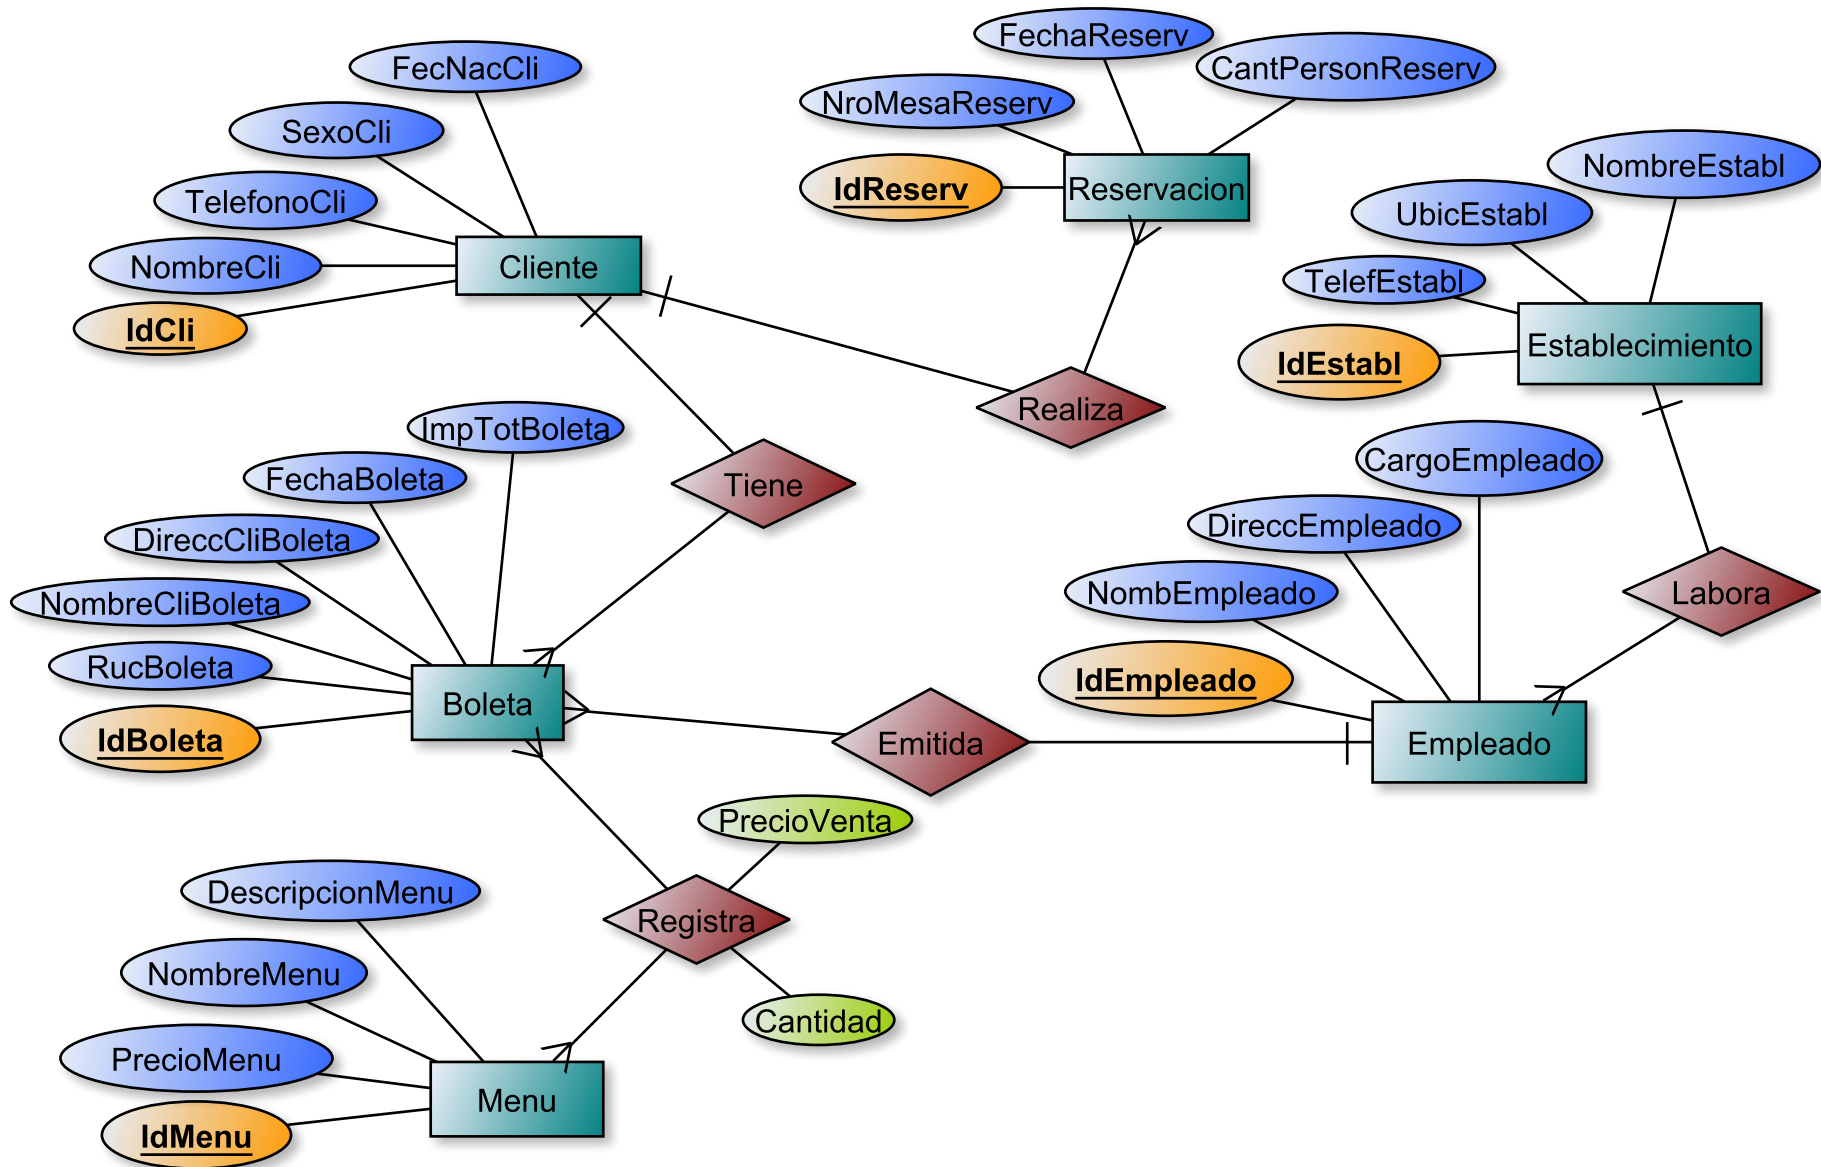 FechaReserv
FecNacCli
CantPersonReserv
NroMesaReserv
SexoCli
NombreEstabl
IdReserv
Reservacion
TelefonoCli
UbicEstabl
NombreCli
Cliente
TelefEstabl
IdCli
Establecimiento
IdEstabl
Realiza
ImpTotBoleta
CargoEmpleado
FechaBoleta
Tiene
DireccEmpleado
DireccCliBoleta
NombEmpleado
Labora
NombreCliBoleta
RucBoleta
IdEmpleado
Boleta
IdBoleta
Emitida
Empleado
PrecioVenta
DescripcionMenu
Registra
NombreMenu
Cantidad
PrecioMenu
Menu
IdMenu